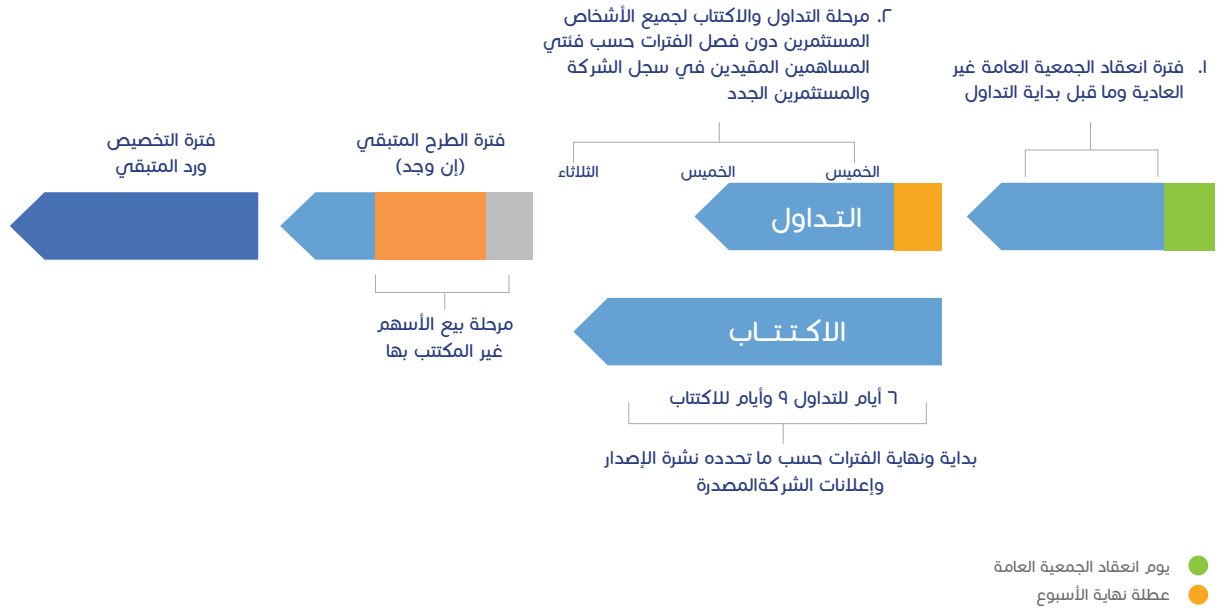 ١. فترة انعقاد الجمعية العامة غير
العادية وما قبل بداية التداول
٢. مرحلة التداول والاكتتاب لجميع الأشخاص
المستثمرين دون فصل الفترات حسب فئتي
المساهمين المقيدين في سجل الشركة
والمستثمرين الجدد
الخميس
الخميس
الثلاثاء
التداول
الاكتتاب
٦ أيام للتداول ٩ وأيام للاكتتاب
بداية ونهاية الفترات حسب ما تحدده نشرة الإصدار
وإعلانات الشركةالمصدرة
فترة الطرح المتبقي
(إن وجد)
مرحلة بيع الأسهم
غير المكتتب بها
فترة التخصيص
ورد المتبقي
يوم انعقاد الجمعية العامة
عطلة نهاية الأسبوع